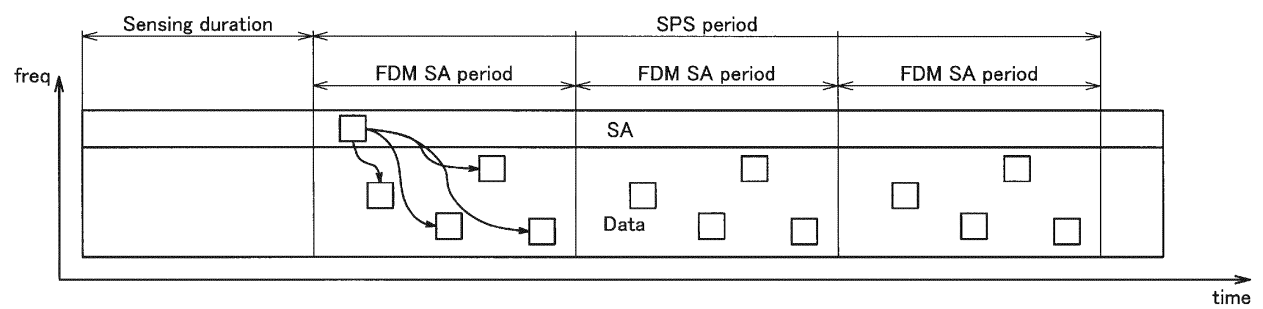 Sensing duration
SPS period
freq
FDM SA period
FDM SA period
FDM SA period
SA
Data
time